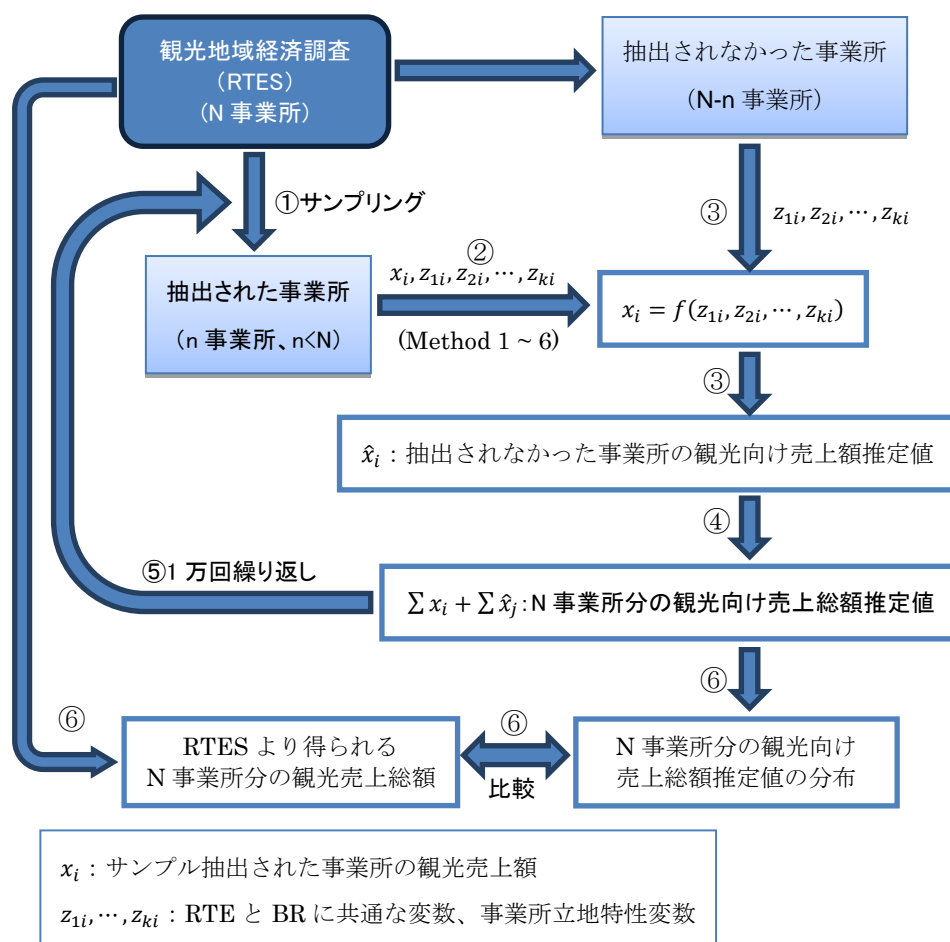 観光地域経済調査
(RTES)
(N 事業所)
抽出されなかった事業所
(N-n 事業所)
①サンプリング
③
z₁ᵢ, z₂ᵢ, ⋯, zₖᵢ
抽出された事業所
(n 事業所、n<N)
②
xᵢ, z₁ᵢ, z₂ᵢ, ⋯, zₖᵢ
(Method 1 ~ 6)
xᵢ = f(z₁ᵢ, z₂ᵢ, ⋯, zₖᵢ)
③
x̂ᵢ：抽出されなかった事業所の観光向け売上額推定値
④
⑤1 万回繰り返し
∑ xᵢ + ∑ x̂ⱼ：N 事業所分の観光向け売上総額推定値
⑥
⑥
RTES より得られる
N 事業所分の観光売上総額
⑥
比較
N 事業所分の観光向け
売上総額推定値の分布
xᵢ：サンプル抽出された事業所の観光売上額
z₁ᵢ, ⋯, zₖᵢ：RTE と BR に共通な変数、事業所立地特性変数